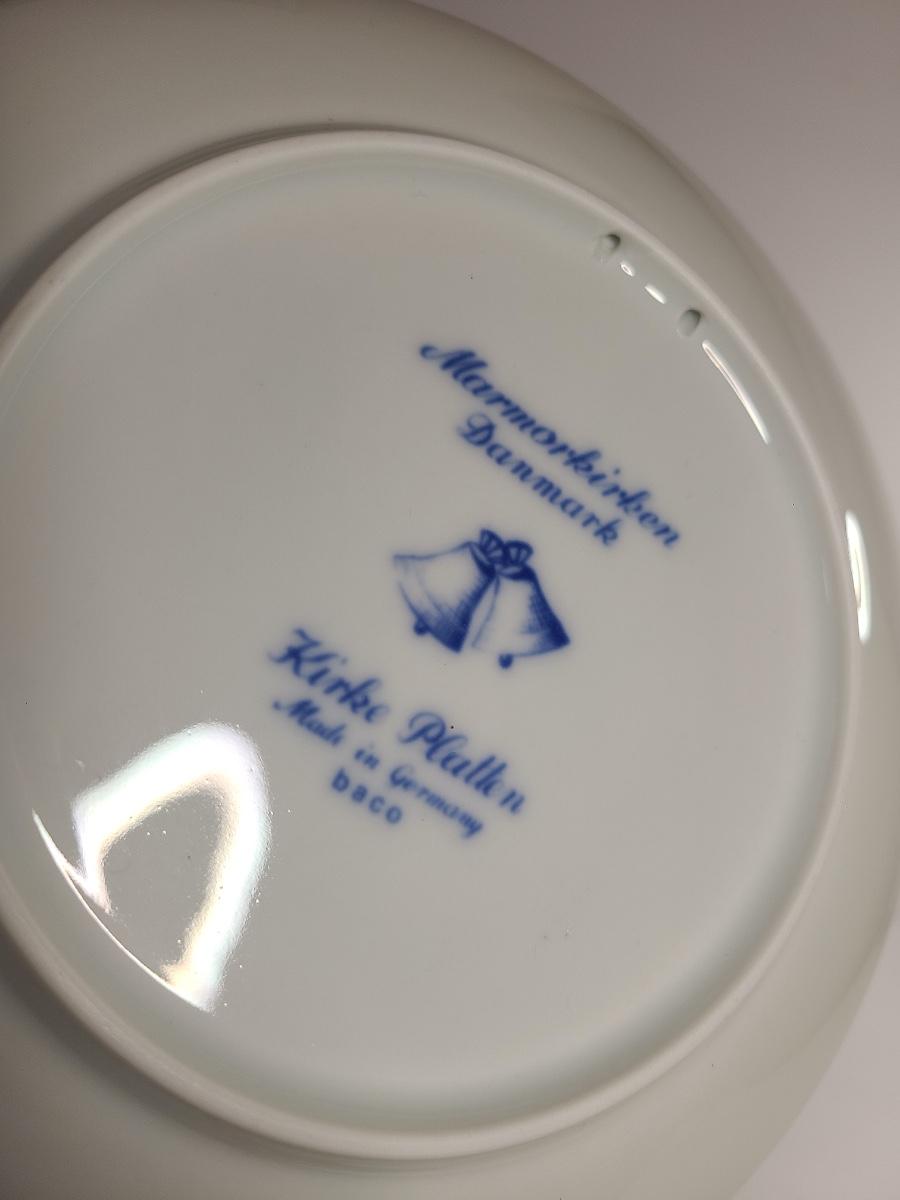 Marmorkirken
Danmark
Kirke Platten
Made in Germany
baco